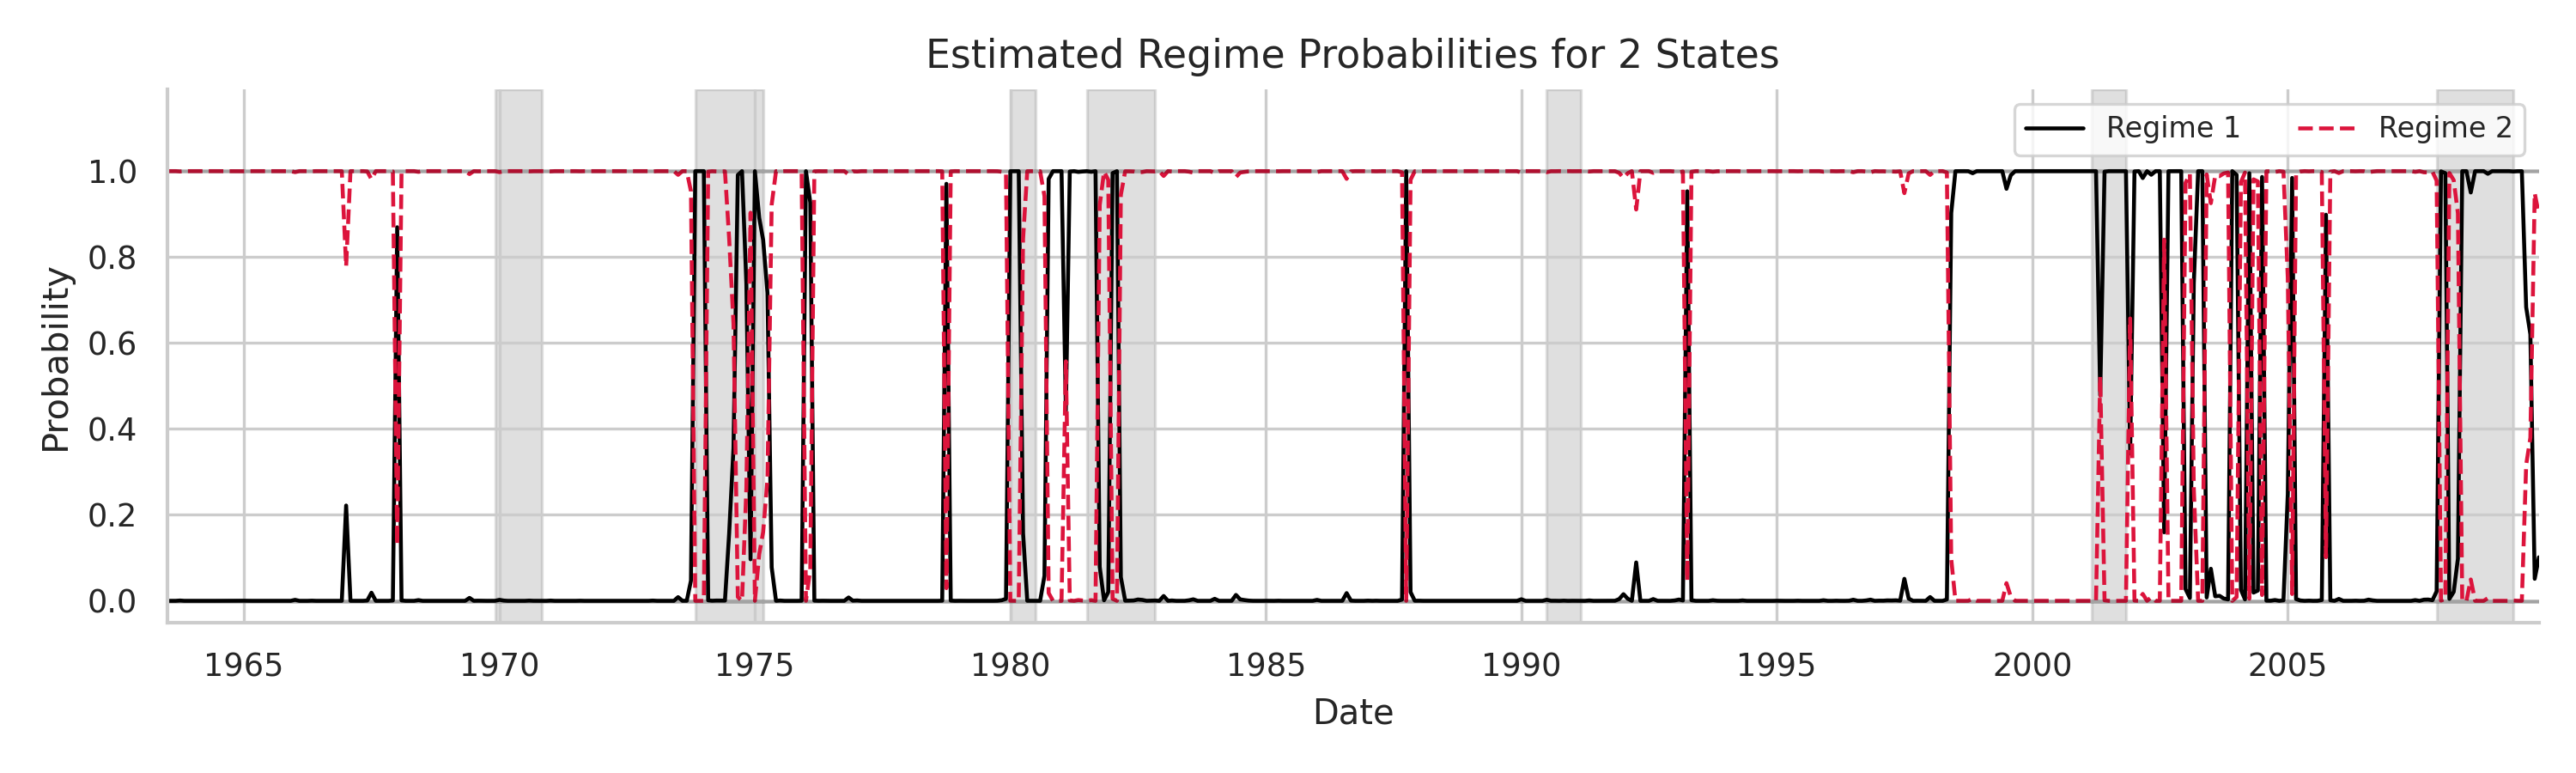 Estimated Regime Probabilities for 2 States
Regime 1 Regime 2
Probability
1.0
0.8
0.6
0.4
0.2
0.0
1965 1970 1975 1980 1985 1990 1995 2000 2005
Date